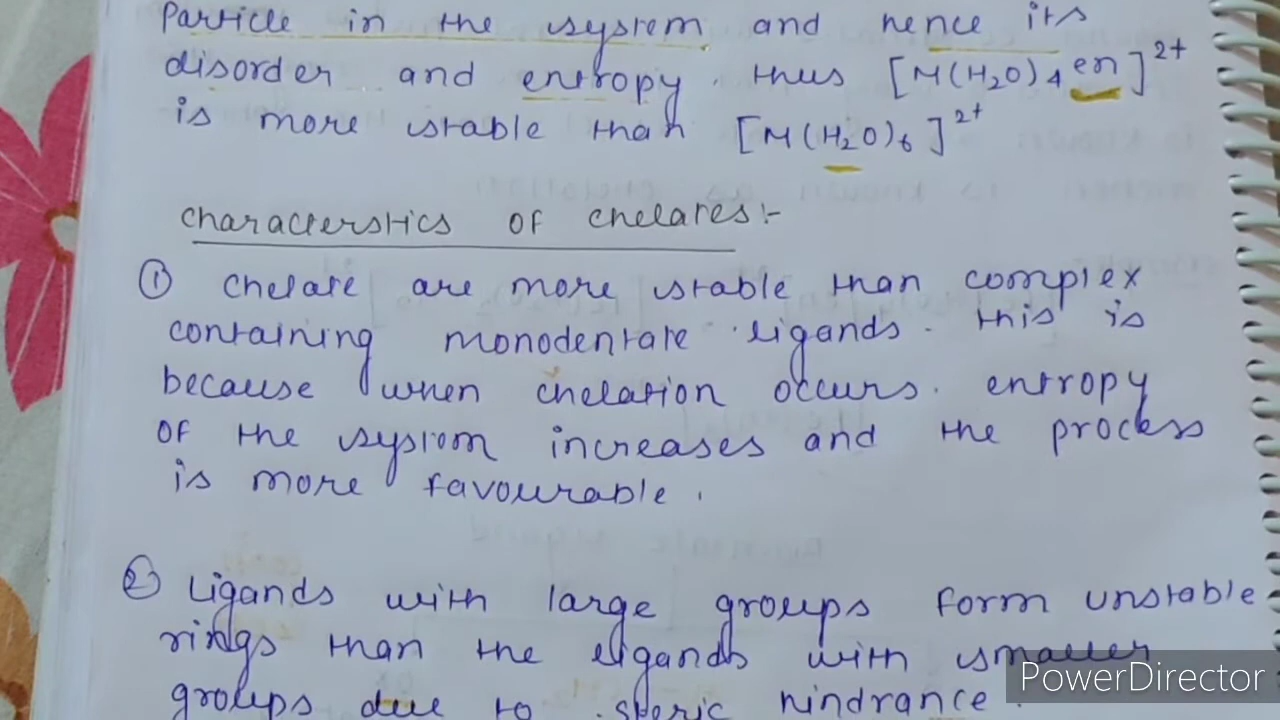 Particle in the system and hence its
disorder and entropy. thus [M(H₂O)₄en]²⁺
is more stable than [M(H₂O)₆]²⁺
characterstics of chelates:-
① chelate are more stable than complex
containing monodentate ligands. this is
because when chelation occurs. entropy
of the system increases and the process
is more favourable.
② Ligands with large groups form unstable
rings than the ligands with smaller
groups due to steric hindrance.
PowerDirector